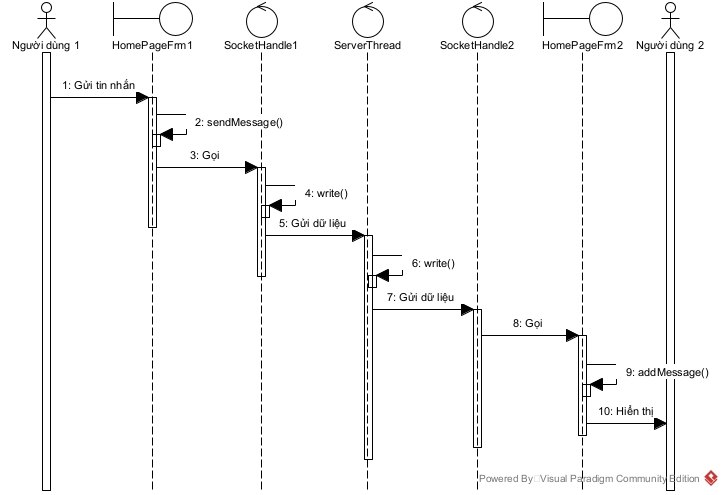 Người dùng 1
HomePageFrm1
SocketHandle1
ServerThread
SocketHandle2
HomePageFrm2
Người dùng 2
1: Gửi tin nhắn
2: sendMessage()
3: Gọi
4: write()
5: Gửi dữ liệu
6: write()
7: Gửi dữ liệu
8: Gọi
9: addMessage()
10: Hiển thị
Powered By Visual Paradigm Community Edition